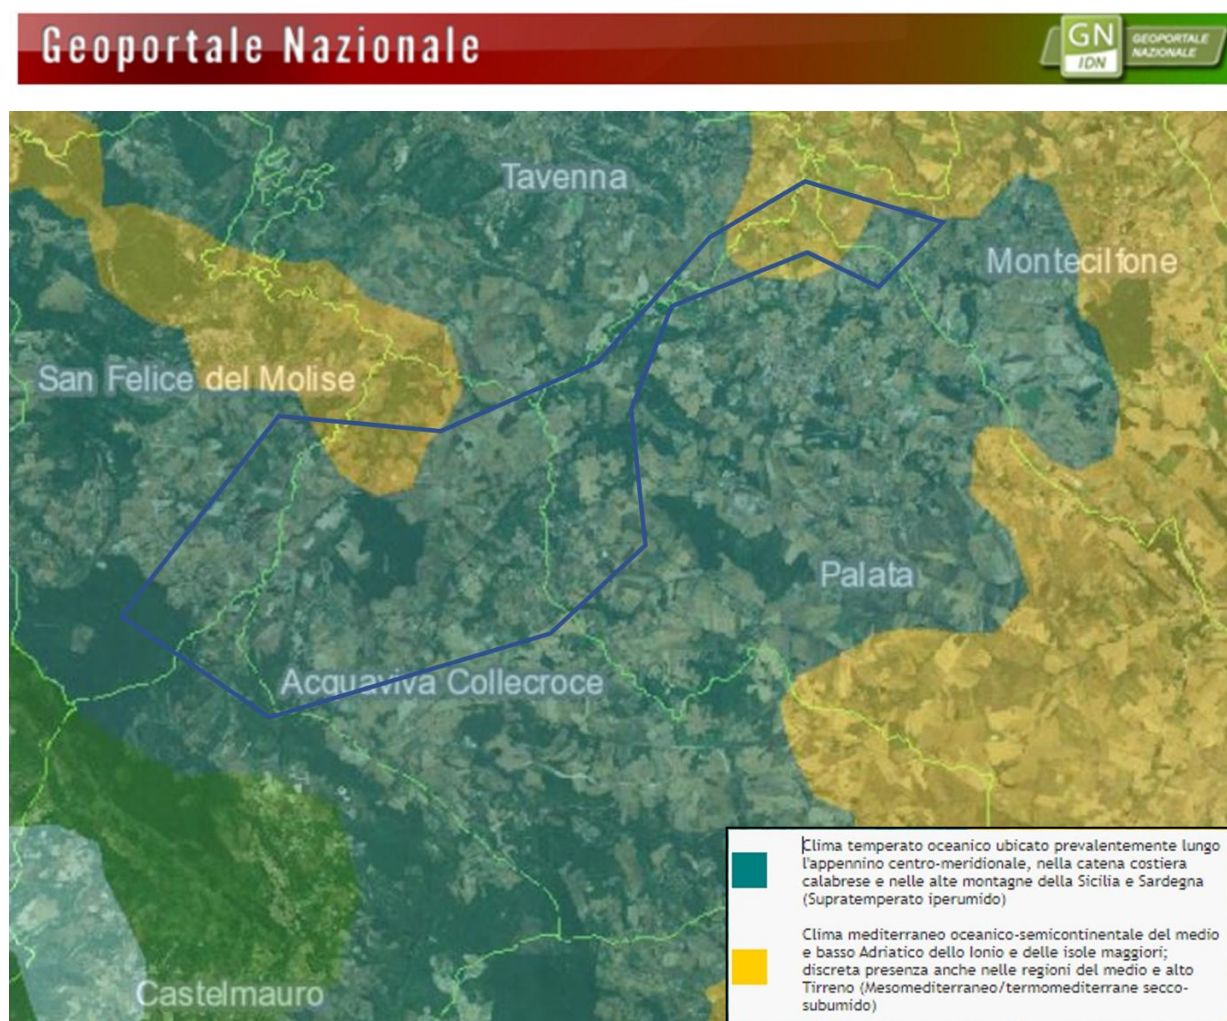 Geoportale Nazionale
GN
IDN
GEOPORTALE
NAZIONALE
Tavenna
Montecilfone
San Felice del Molise
Palata
Acquaviva Collecroce
Castelmauro
Clima temperato oceanico ubicato prevalentemente lungo
l'appennino centro-meridionale, nella catena costiera
calabrese e nelle alte montagne della Sicilia e Sardegna
(Supratemperato iperumido)
Clima mediterraneo oceanico-semicontinentale del medio
e basso Adriatico dello Ionio e delle isole maggiori;
discreta presenza anche nelle regioni del medio e alto
Tirreno (Mesomediterraneo/termomediterrane secco-
subumido)